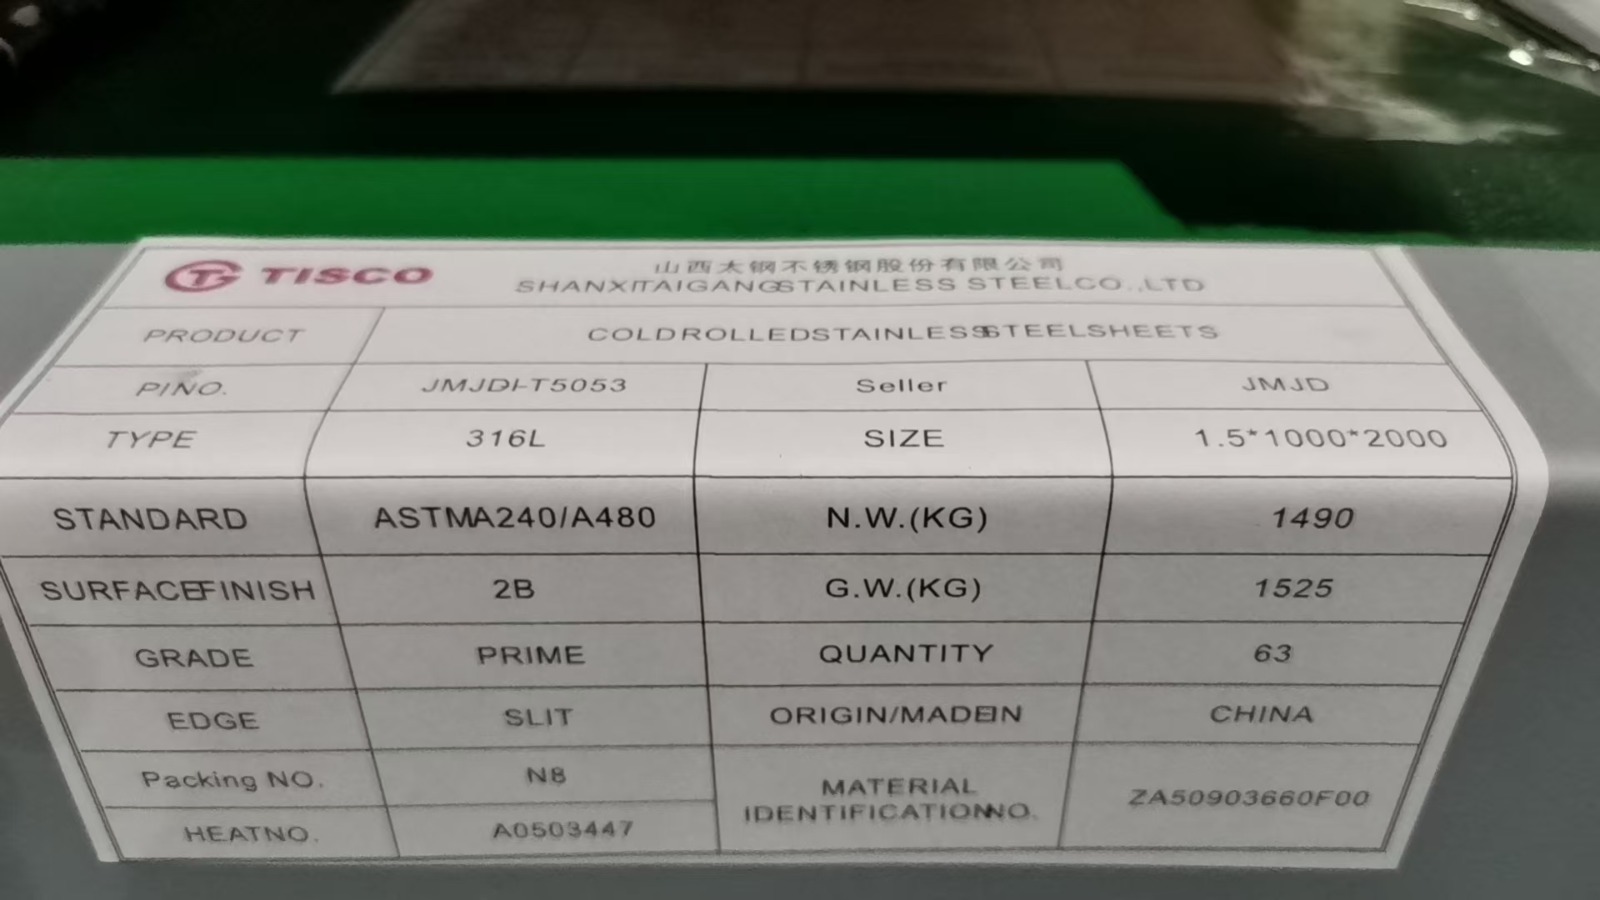 TISCO
山西太钢不锈钢股份有限公司
SHANXITAIGANGSTAINLESS STEELCO.,LTD
PRODUCT COLDROLLEDSTAINLESSSTEELSHEETS
PINO. JMJDI-T5053 Seller JMJD
TYPE 316L SIZE 1.5*1000*2000
STANDARD ASTMA240/A480 N.W.(KG) 1490
SURFACEFINISH 2B G.W.(KG) 1525
GRADE PRIME QUANTITY 63
EDGE SLIT ORIGIN/MADEIN CHINA
Packing NO. N8 MATERIAL IDENTIFICATIONNO. ZA50903660F00
HEATNO. A0503447